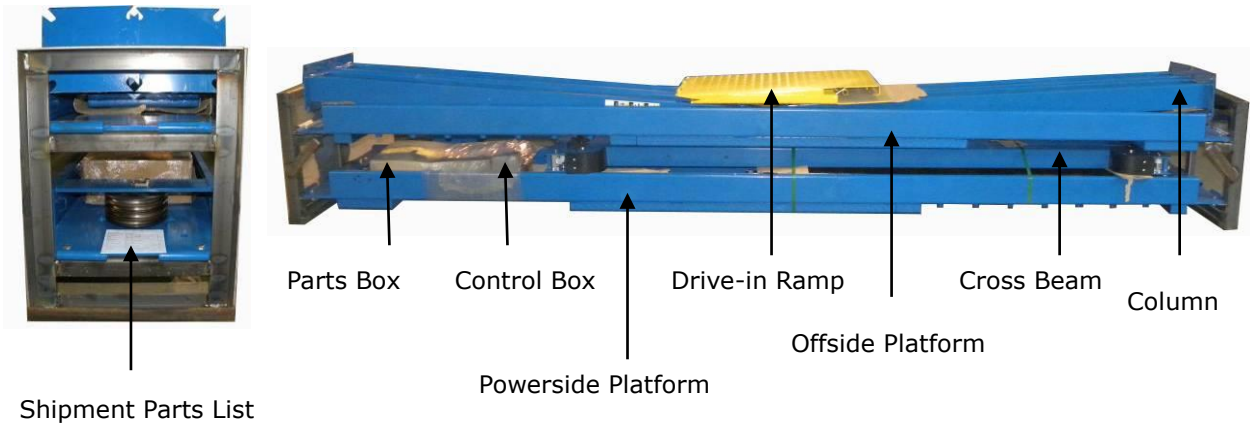 Parts Box
Control Box
Drive-in Ramp
Cross Beam
Column
Offside Platform
Powerside Platform
Shipment Parts List